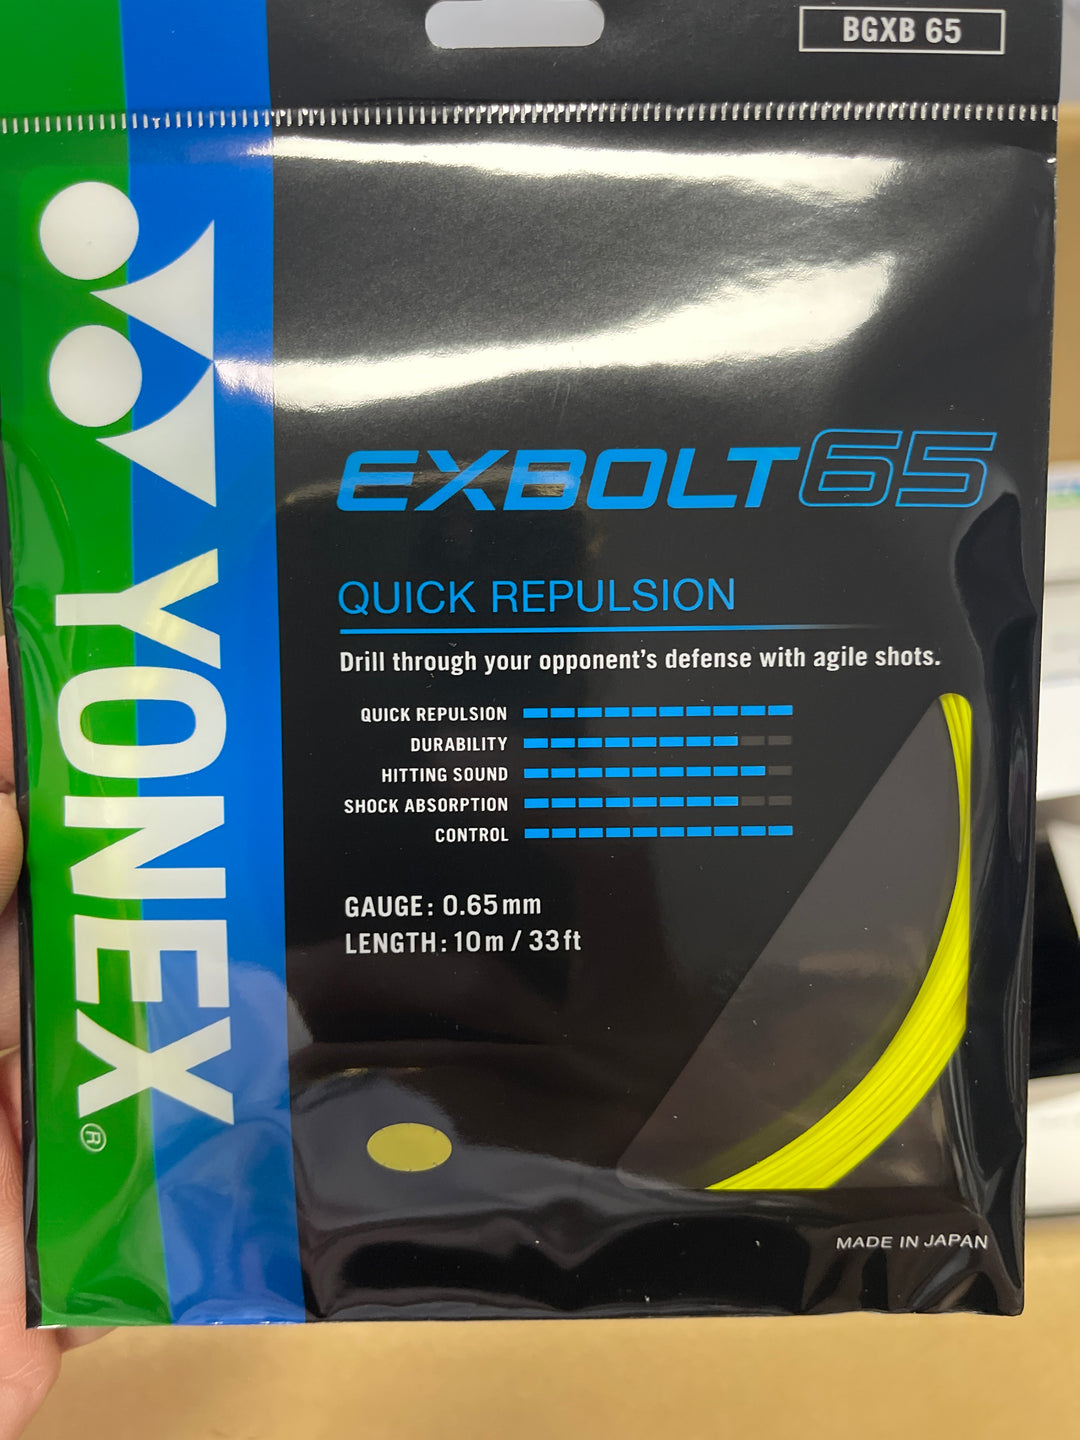 BGXB 65
YONEX®
EXBOLT65
QUICK REPULSION
Drill through your opponent's defense with agile shots.
QUICK REPULSION
DURABILITY
HITTING SOUND
SHOCK ABSORPTION
CONTROL
GAUGE: 0.65mm
LENGTH: 10m / 33ft
MADE IN JAPAN